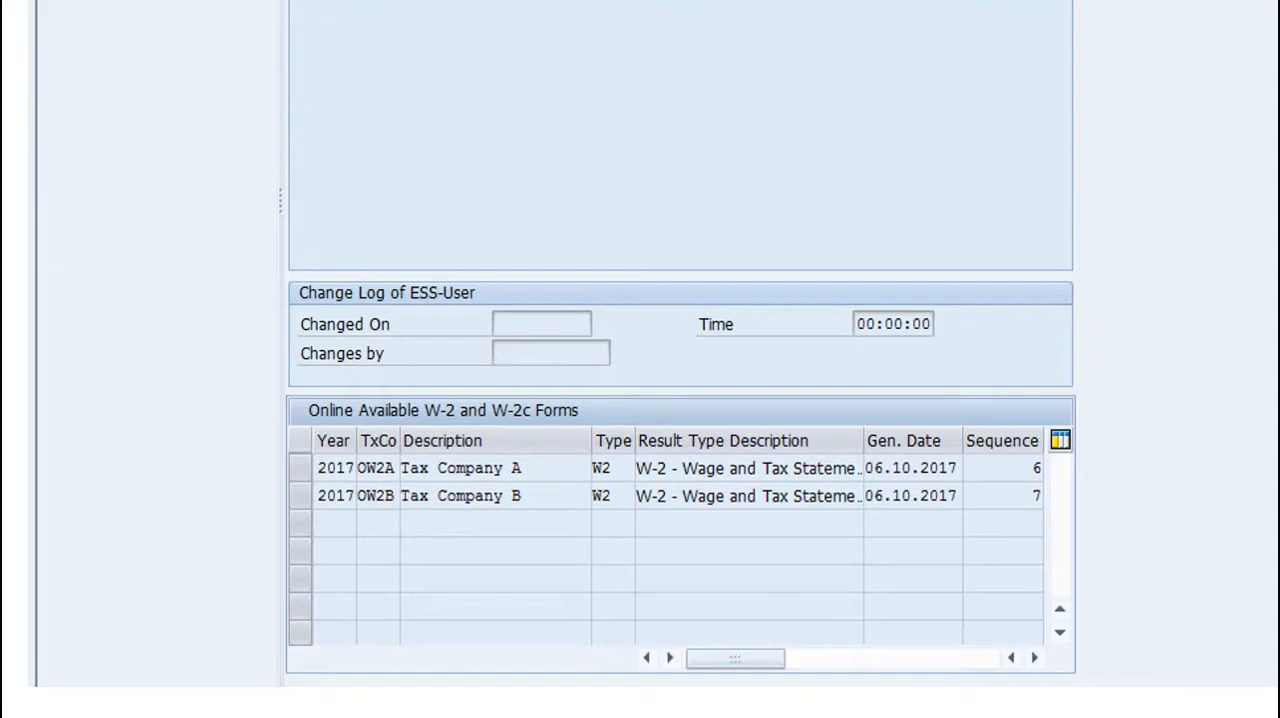 Change Log of ESS-User
Changed On Time 00:00:00
Changes by
Online Available W-2 and W-2c Forms
Year TxCo Description Type Result Type Description Gen. Date Sequence
2017 OW2A Tax Company A W2 W-2 - Wage and Tax Stateme.. 06.10.2017 6
2017 OW2B Tax Company B W2 W-2 - Wage and Tax Stateme.. 06.10.2017 7